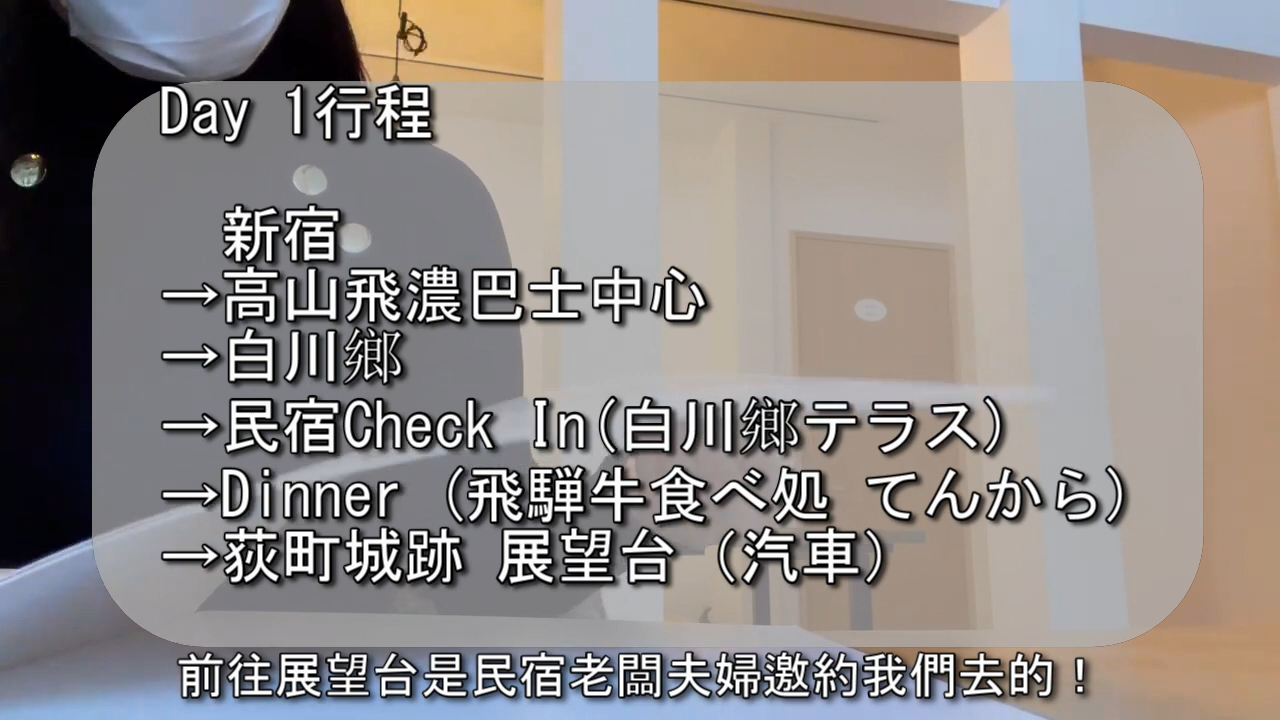 Day 1行程
新宿
→高山飛濃巴士中心
→白川鄉
→民宿Check In(白川鄉テラス)
→Dinner (飛騨牛食べ処 てんから)
→荻町城跡 展望台 (汽車)
前往展望台是民宿老闆夫婦邀約我們去的！